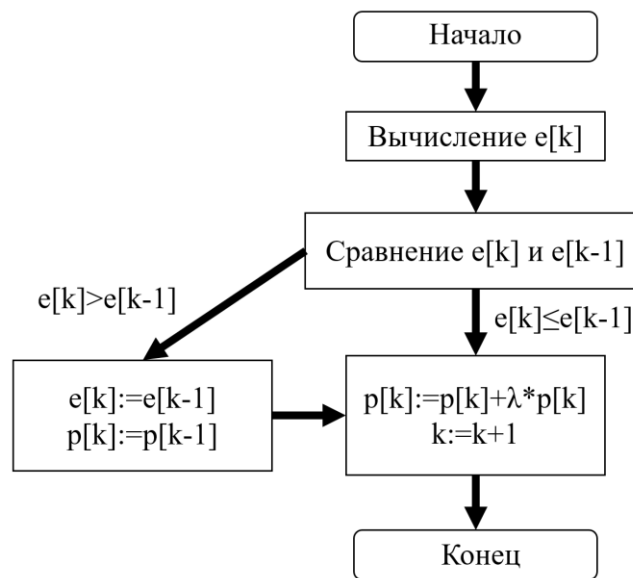 Начало
Вычисление e[k]
Сравнение e[k] и e[k-1]
e[k]>e[k-1]
e[k]≤e[k-1]
e[k]:=e[k-1]
p[k]:=p[k-1]
p[k]:=p[k]+λ*p[k]
k:=k+1
Конец